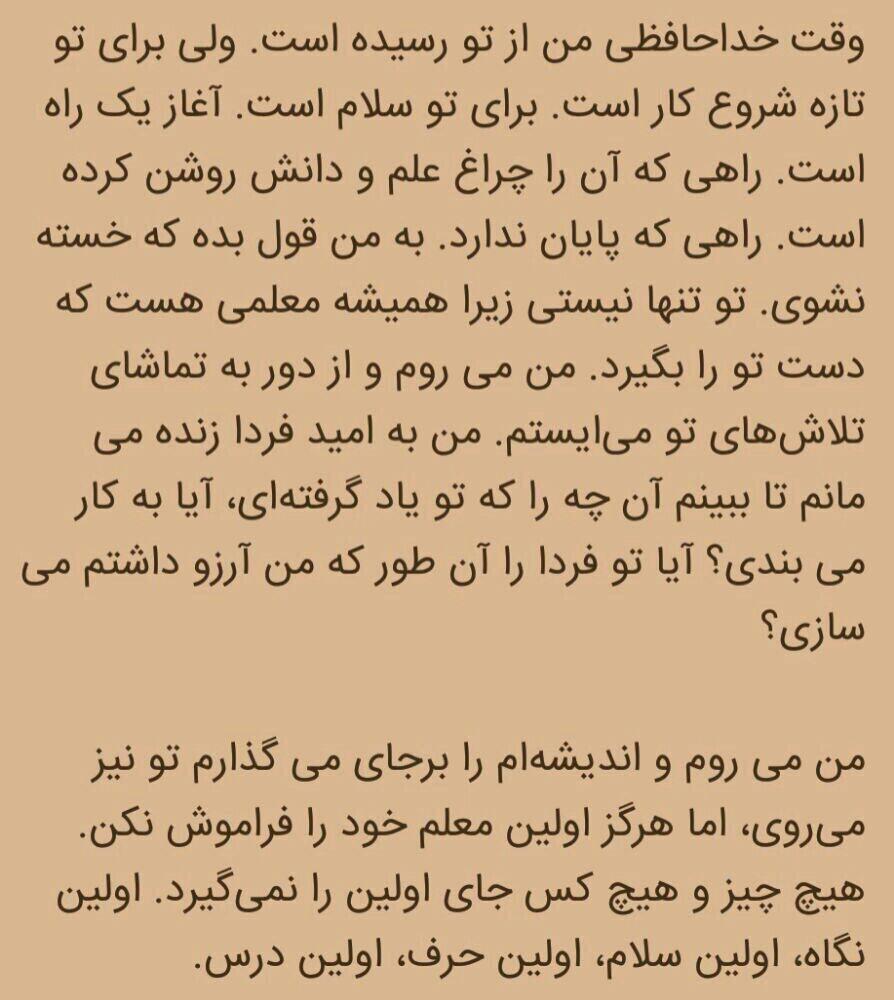 وقت خداحافظی من از تو رسیده است. ولی برای تو
تازه شروع کار است. برای تو سلام است. آغاز یک راه
است. راهی که آن را چراغ علم و دانش روشن کرده
است. راهی که پایان ندارد. به من قول بده که خسته
نشوی. تو تنها نیستی زیرا همیشه معلمی هست که
دست تو را بگیرد. من می روم و از دور به تماشای
تلاش‌های تو می‌ایستم. من به امید فردا زنده می
مانم تا ببینم آن چه را که تو یاد گرفته‌ای، آیا به کار
می بندی؟ آیا تو فردا را آن طور که من آرزو داشتم می
سازی؟
من می روم و اندیشه‌ام را برجای می گذارم تو نیز
می‌روی، اما هرگز اولین معلم خود را فراموش نکن.
هیچ چیز و هیچ کس جای اولین را نمی‌گیرد. اولین
نگاه، اولین سلام، اولین حرف، اولین درس.